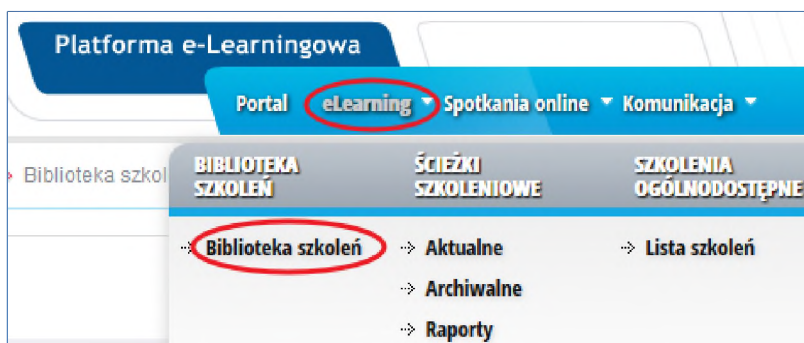 Platforma e-Learningowa
Portal eLearning Spotkania online Komunikacja
Biblioteka szkol
BIBLIOTEKA SZKOLEŃ
ŚCIEŻKI SZKOLENIOWE
SZKOLENIA OGÓLNODOSTĘPNE
Biblioteka szkoleń
Aktualne
Lista szkoleń
Archiwalne
Raporty